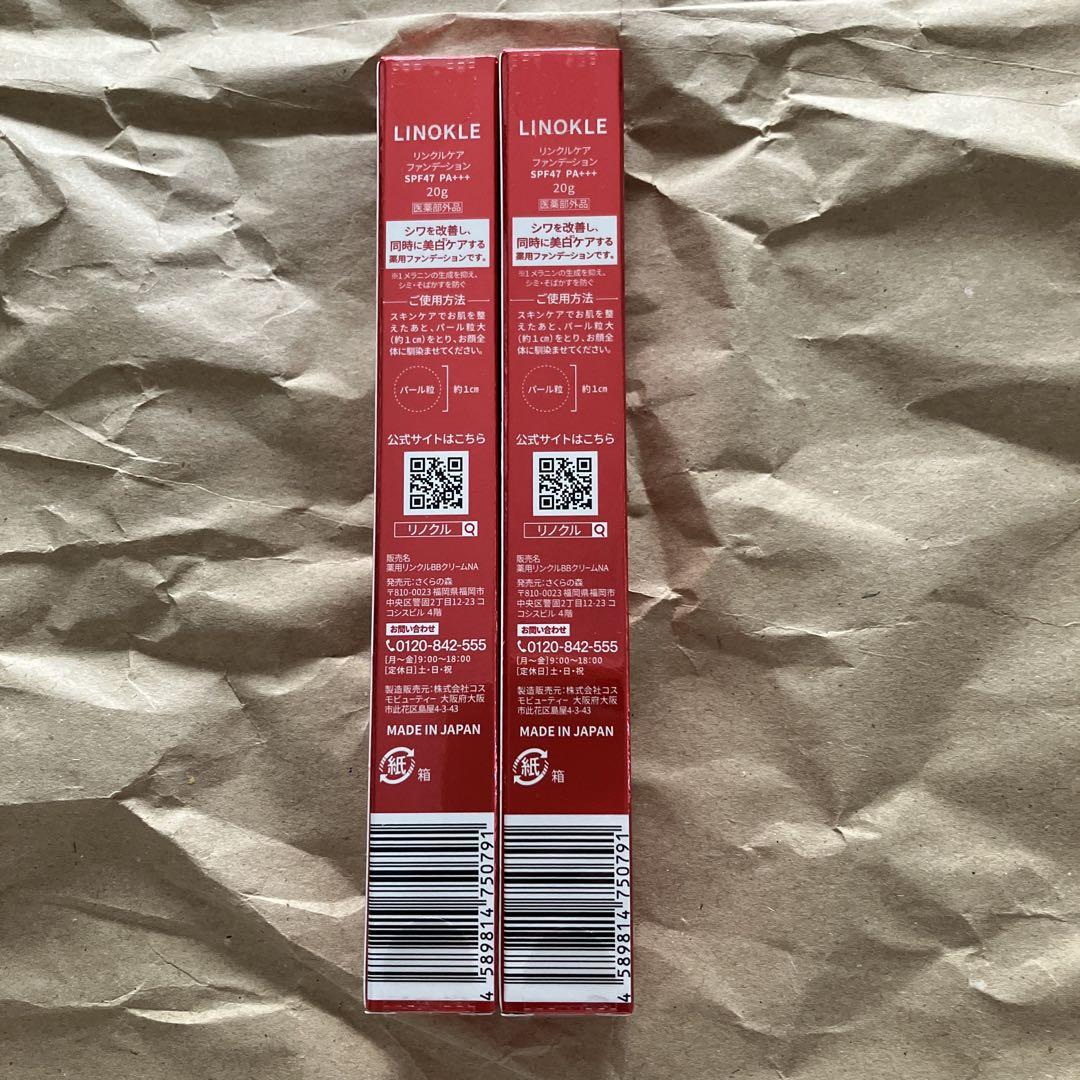 LINOKLE
リンクルケア
ファンデーション
SPF47 PA+++
20g
医薬部外品
シワを改善し、
同時に美白ケアする
薬用ファンデーションです。
※1メラニンの生成を抑え、
シミ・そばかすを防ぐ
ご使用方法
スキンケアでお肌を整
えたあと、パール粒大
(約1㎝)をとり、お顔全
体に馴染ませてください。
パール粒 約1㎝
公式サイトはこちら
リノクル
販売名
薬用リンクルBBクリームNA
発売元:さくらの森
〒810-0023 福岡県福岡市
中央区警固2丁目12-23 コ
コシスビル 4階
お問い合わせ
0120-842-555
[月～金]9:00～18:00
[定休日]土・日・祝
製造販売元:株式会社コス
モビューティー 大阪府大阪
市此花区島屋4-3-43
MADE IN JAPAN
紙 箱
4 589814 750791
LINOKLE
リンクルケア
ファンデーション
SPF47 PA+++
20g
医薬部外品
シワを改善し、
同時に美白ケアする
薬用ファンデーションです。
※1メラニンの生成を抑え、
シミ・そばかすを防ぐ
ご使用方法
スキンケアでお肌を整
えたあと、パール粒大
(約1㎝)をとり、お顔全
体に馴染ませてください。
パール粒 約1㎝
公式サイトはこちら
リノクル
販売名
薬用リンクルBBクリームNA
発売元:さくらの森
〒810-0023 福岡県福岡市
中央区警固2丁目12-23 コ
コシスビル 4階
お問い合わせ
0120-842-555
[月～金]9:00～18:00
[定休日]土・日・祝
製造販売元:株式会社コス
モビューティー 大阪府大阪
市此花区島屋4-3-43
MADE IN JAPAN
紙 箱
4 589814 750791